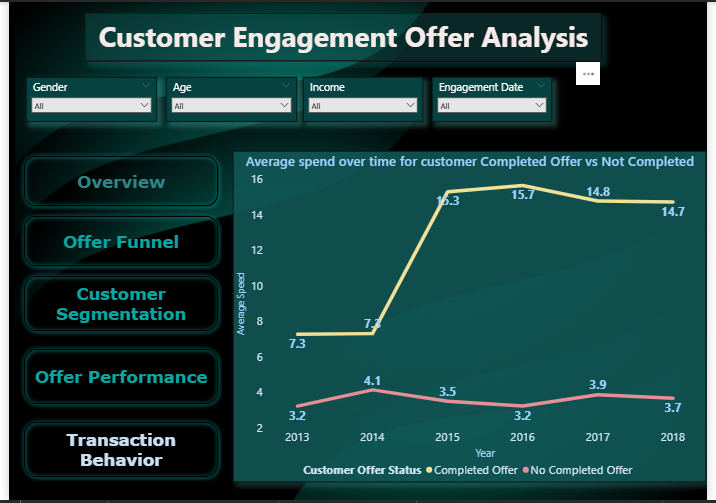 Customer Engagement Offer Analysis
Gender
Age
Income
Engagement Date
All
All
All
All
Overview
Offer Funnel
Customer
Segmentation
Offer Performance
Transaction
Behavior
Average spend over time for customer Completed Offer vs Not Completed
Average Speed
16
14
12
10
8
6
4
2
7.3
7.3
15.3
15.7
14.8
14.7
3.2
4.1
3.5
3.2
3.9
3.7
2013
2014
2015
2016
2017
2018
Year
Customer Offer Status
Completed Offer
No Completed Offer